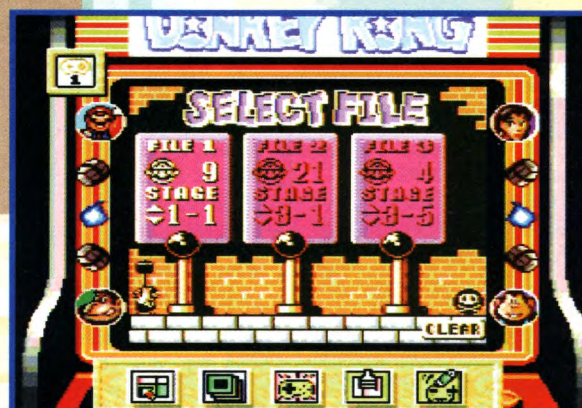 DONKEY KONG
1
SELECT FILE
FILE 1 FILE 2 FILE 3
9 21 4
STAGE STAGE STAGE
1-1 3-1 3-5
CLEAR